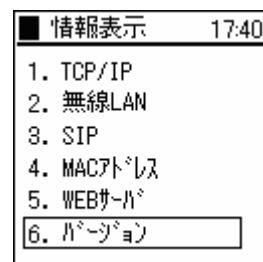 ■ 情報表示 17:40
1. TCP/IP
2. 無線LAN
3. SIP
4. MACｱﾄﾞﾚｽ
5. WEBｻｰﾊﾞ
6. ﾊﾞｰｼﾞｮﾝ